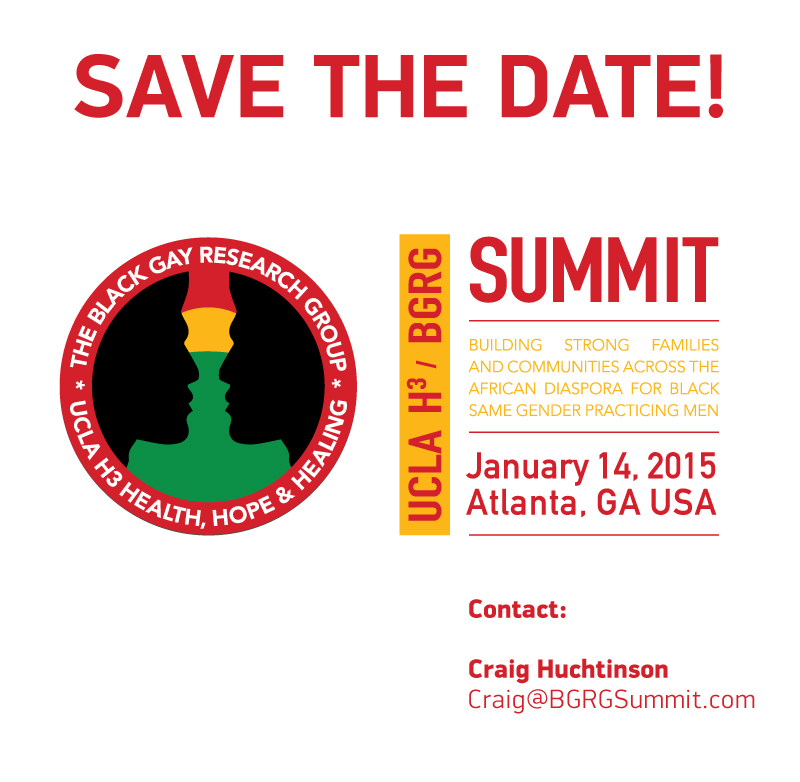 SAVE THE DATE!
THE BLACK GAY RESEARCH GROUP
* UCLA H3 HEALTH, HOPE & HEALING *
UCLA H³ / BGRG
SUMMIT
BUILDING STRONG FAMILIES
AND COMMUNITIES ACROSS THE
AFRICAN DIASPORA FOR BLACK
SAME GENDER PRACTICING MEN
January 14, 2015
Atlanta, GA USA
Contact:
Craig Huchtinson
Craig@BGRGSummit.com